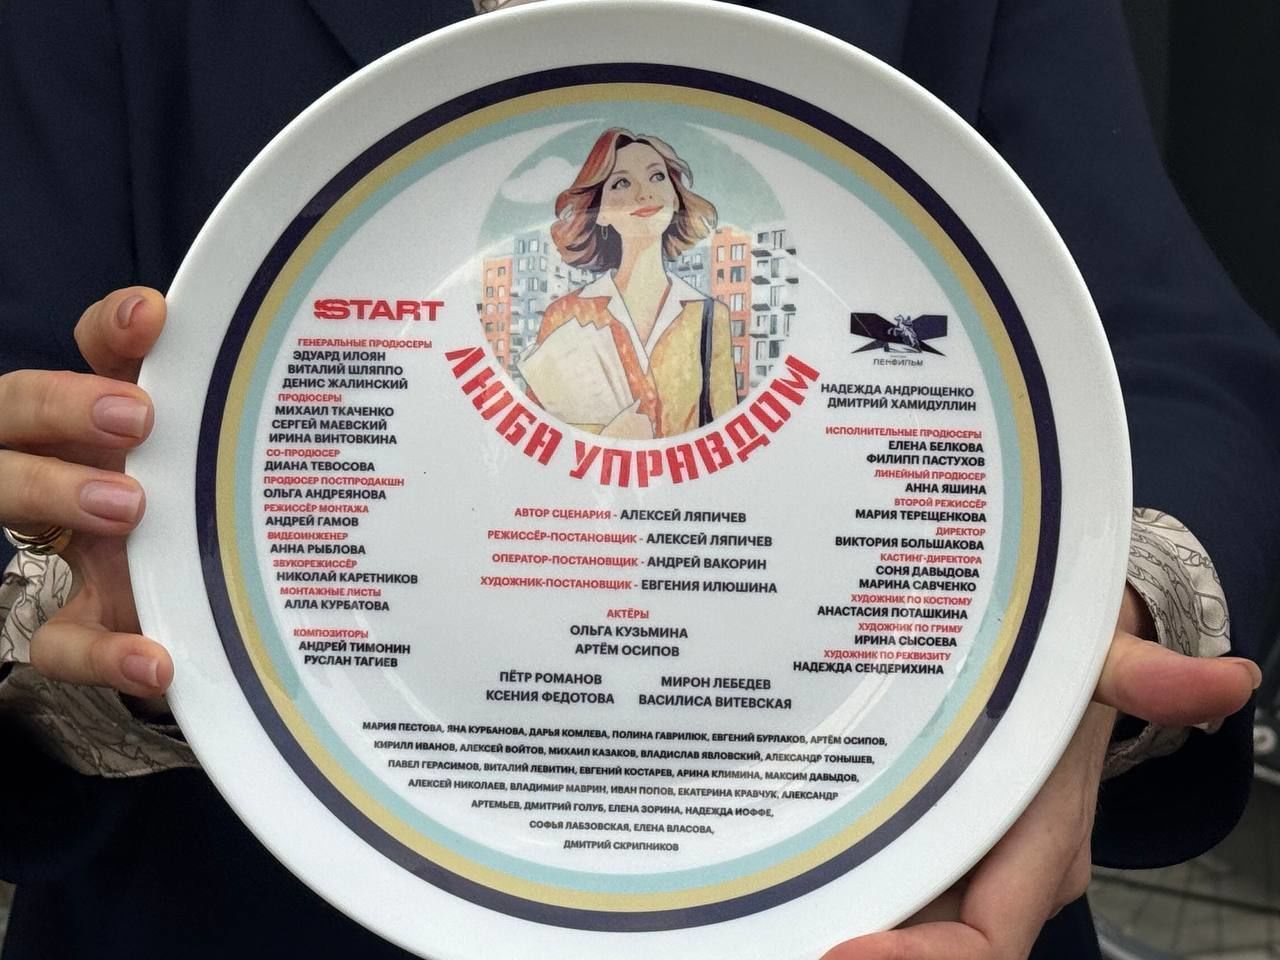 START
ГЕНЕРАЛЬНЫЕ ПРОДЮСЕРЫ
ЭДУАРД ИЛОЯН
ВИТАЛИЙ ШЛЯППО
ДЕНИС ЖАЛИНСКИЙ
ПРОДЮСЕРЫ
МИХАИЛ ТКАЧЕНКО
СЕРГЕЙ МАЕВСКИЙ
ИРИНА ВИНТОВКИНА
СО-ПРОДЮСЕР
ДИАНА ТЕВОСОВА
ПРОДЮСЕР ПОСТПРОДАКШН
ОЛЬГА АНДРЕЯНОВА
РЕЖИССЁР МОНТАЖА
АНДРЕЙ ГАМОВ
ВИДЕОИНЖЕНЕР
АННА РЫБЛОВА
ЗВУКОРЕЖИССЁР
НИКОЛАЙ КАРЕТНИКОВ
МОНТАЖНЫЕ ЛИСТЫ
АЛЛА КУРБАТОВА
КОМПОЗИТОРЫ
АНДРЕЙ ТИМОНИН
РУСЛАН ТАГИЕВ
ЛЮБА УПРАВДОМ
АВТОР СЦЕНАРИЯ - АЛЕКСЕЙ ЛЯПИЧЕВ
РЕЖИССЁР-ПОСТАНОВЩИК - АЛЕКСЕЙ ЛЯПИЧЕВ
ОПЕРАТОР-ПОСТАНОВЩИК - АНДРЕЙ ВАКОРИН
ХУДОЖНИК-ПОСТАНОВЩИК - ЕВГЕНИЯ ИЛЮШИНА
АКТЁРЫ
ОЛЬГА КУЗЬМИНА
АРТЁМ ОСИПОВ
ПЁТР РОМАНОВ МИРОН ЛЕБЕДЕВ
КСЕНИЯ ФЕДОТОВА ВАСИЛИСА ВИТЕВСКАЯ
ЛЕНФИЛЬМ
НАДЕЖДА АНДРЮЩЕНКО
ДМИТРИЙ ХАМИДУЛЛИН
ИСПОЛНИТЕЛЬНЫЕ ПРОДЮСЕРЫ
ЕЛЕНА БЕЛКОВА
ФИЛИПП ПАСТУХОВ
ЛИНЕЙНЫЙ ПРОДЮСЕР
АННА ЯШИНА
ВТОРОЙ РЕЖИССЁР
МАРИЯ ТЕРЕЩЕНКОВА
ДИРЕКТОР
ВИКТОРИЯ БОЛЬШАКОВА
КАСТИНГ-ДИРЕКТОРА
СОНЯ ДАВЫДОВА
МАРИНА САВЧЕНКО
ХУДОЖНИК ПО КОСТЮМУ
АНАСТАСИЯ ПОТАШКИНА
ХУДОЖНИК ПО ГРИМУ
ИРИНА СЫСОЕВА
ХУДОЖНИК ПО РЕКВИЗИТУ
НАДЕЖДА СЕНДЕРИХИНА
МАРИЯ ПЕСТОВА, ЯНА КУРБАНОВА, ДАРЬЯ КОМЛЕВА, ПОЛИНА ГАВРИЛЮК, ЕВГЕНИЙ БУРЛАКОВ, АРТЁМ ОСИПОВ,
КИРИЛЛ ИВАНОВ, АЛЕКСЕЙ ВОЙТОВ, МИХАИЛ КАЗАКОВ, ВЛАДИСЛАВ ЯВЛОВСКИЙ, АЛЕКСАНДР ТОНЫШЕВ,
ПАВЕЛ ГЕРАСИМОВ, ВИТАЛИЙ ЛЕВИТИН, ЕВГЕНИЙ КОСТАРЕВ, АРИНА КЛИМИНА, МАКСИМ ДАВЫДОВ,
АЛЕКСЕЙ НИКОЛАЕВ, ВЛАДИМИР МАВРИН, ИВАН ПОПОВ, ЕКАТЕРИНА КРАВЧУК, АЛЕКСАНДР
АРТЕМЬЕВ, ДМИТРИЙ ГОЛУБ, ЕЛЕНА ЗОРИНА, НАДЕЖДА ИОФФЕ,
СОФЬЯ ЛАБЗОВСКАЯ, ЕЛЕНА ВЛАСОВА,
ДМИТРИЙ СКРИПНИКОВ